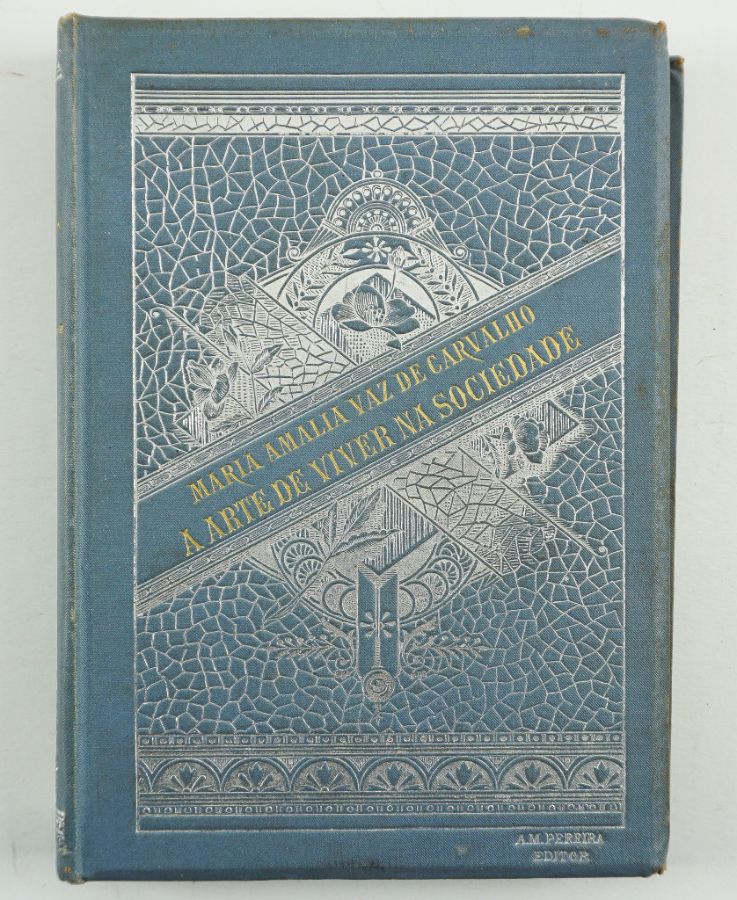 MARIA AMALIA VAZ DE CARVALHO
A ARTE DE VIVER NA SOCIEDADE
A.M. PEREIRA
EDITOR